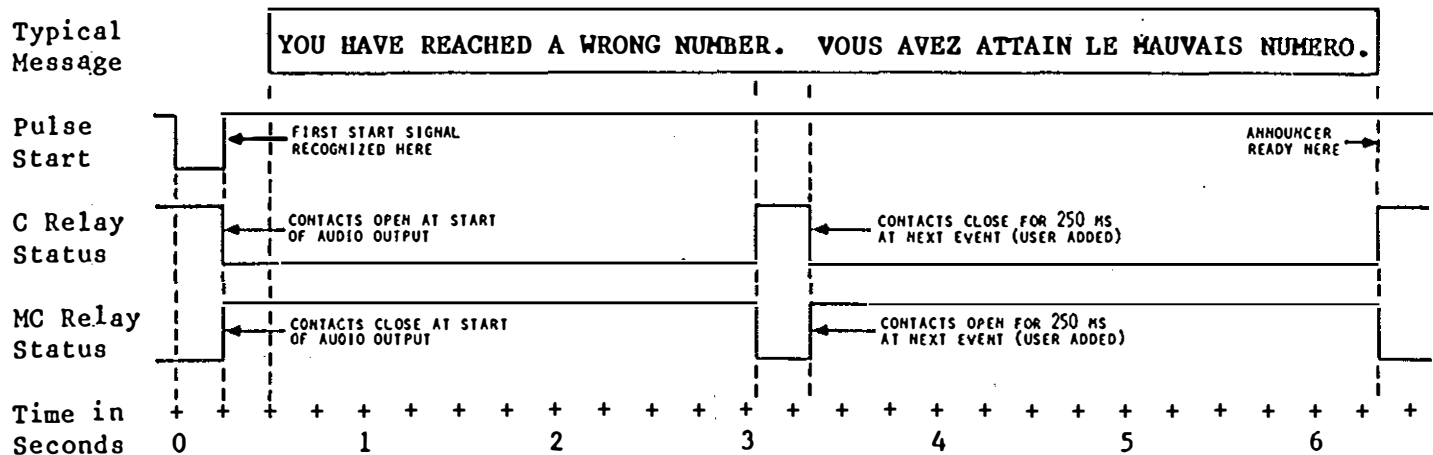 Typical
Message
YOU HAVE REACHED A WRONG NUMBER. VOUS AVEZ ATTAIN LE MAUVAIS NUMERO.
Pulse
Start
FIRST START SIGNAL
RECOGNIZED HERE
ANNOUNCER
READY HERE
C Relay
Status
CONTACTS OPEN AT START
OF AUDIO OUTPUT
CONTACTS CLOSE FOR 250 MS
AT NEXT EVENT (USER ADDED)
MC Relay
Status
CONTACTS CLOSE AT START
OF AUDIO OUTPUT
CONTACTS OPEN FOR 250 MS
AT NEXT EVENT (USER ADDED)
Time in
Seconds
+ + + + + + + + + + + + + + + + + + + + + + + + + + +
0 1 2 3 4 5 6